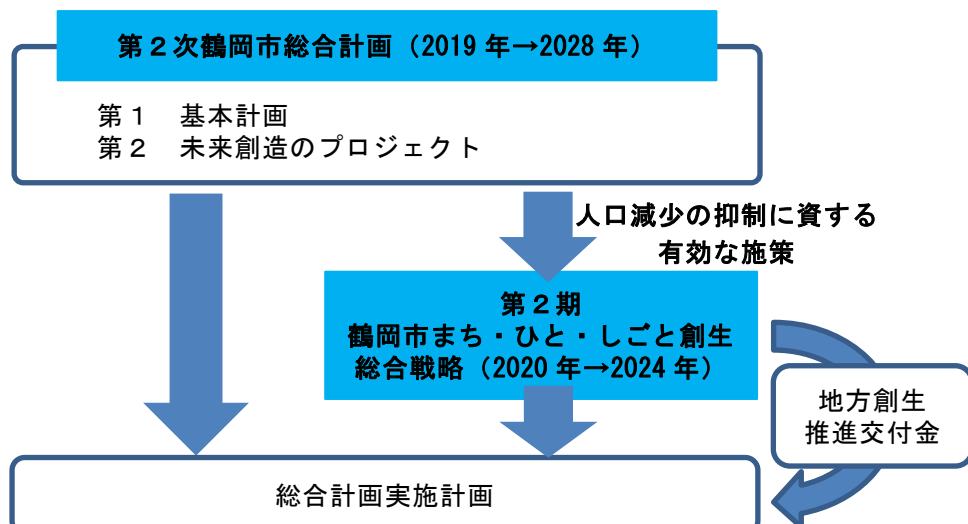 第２次鶴岡市総合計画（2019 年→2028 年）
第１　基本計画
第２　未来創造のプロジェクト
人口減少の抑制に資する
有効な施策
第２期
鶴岡市まち・ひと・しごと創生
総合戦略（2020 年→2024 年）
地方創生
推進交付金
総合計画実施計画